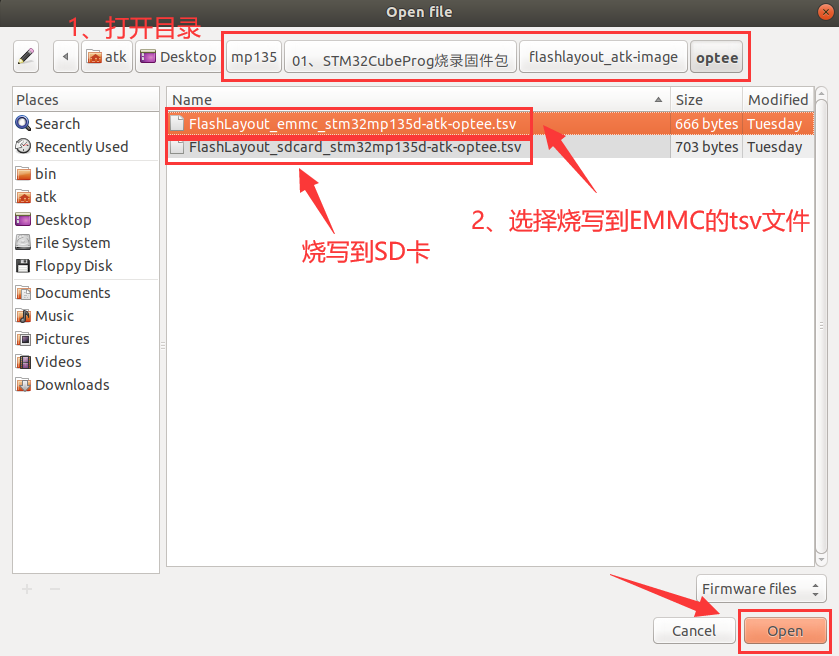 Open file
1、打开目录
atk
Desktop
mp135
01、STM32CubeProg烧录固件包
flashlayout_atk-image
optee
Places
Name
Size
Modified
Search
Recently Used
bin
atk
Desktop
File System
Floppy Disk
Documents
Music
Pictures
Videos
Downloads
FlashLayout_emmc_stm32mp135d-atk-optee.tsv
666 bytes
Tuesday
FlashLayout_sdcard_stm32mp135d-atk-optee.tsv
703 bytes
Tuesday
2、选择烧写到EMMC的tsv文件
烧写到SD卡
Firmware files
Cancel
Open